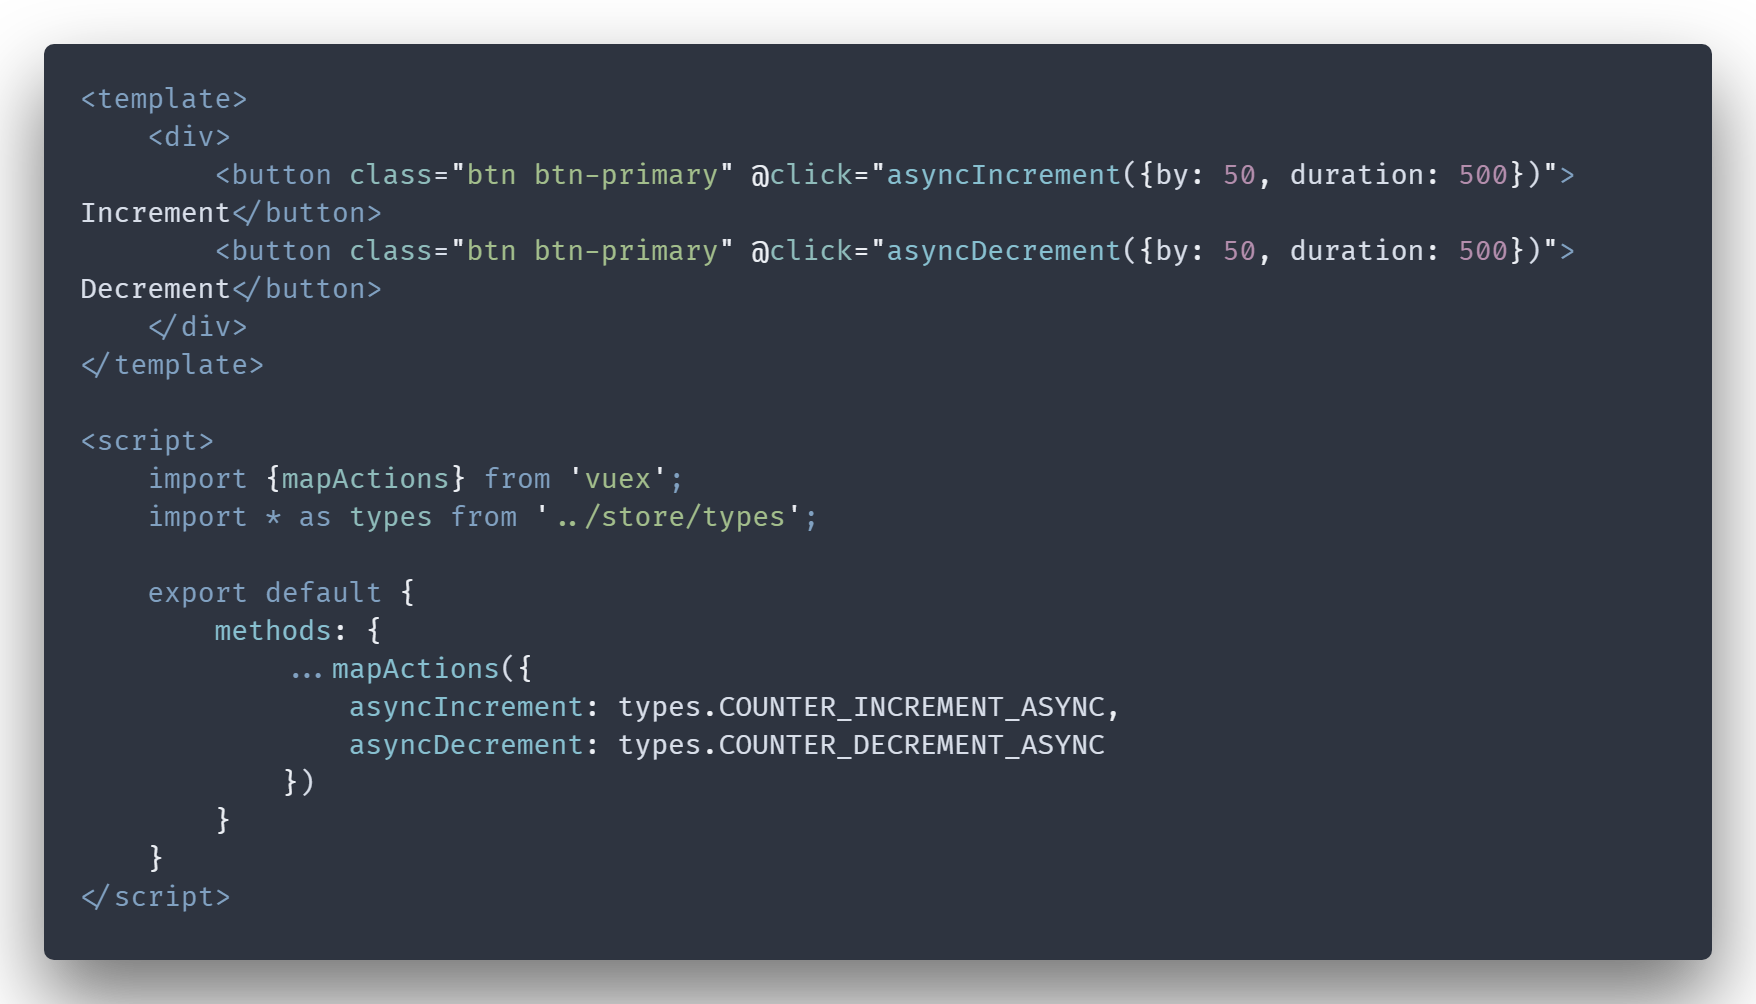 <template>
    <div>
        <button class="btn btn-primary" @click="asyncIncrement({by: 50, duration: 500})">
Increment</button>
        <button class="btn btn-primary" @click="asyncDecrement({by: 50, duration: 500})">
Decrement</button>
    </div>
</template>

<script>
    import {mapActions} from 'vuex';
    import * as types from '../store/types';

    export default {
        methods: {
            ...mapActions({
                asyncIncrement: types.COUNTER_INCREMENT_ASYNC,
                asyncDecrement: types.COUNTER_DECREMENT_ASYNC
            })
        }
    }
</script>